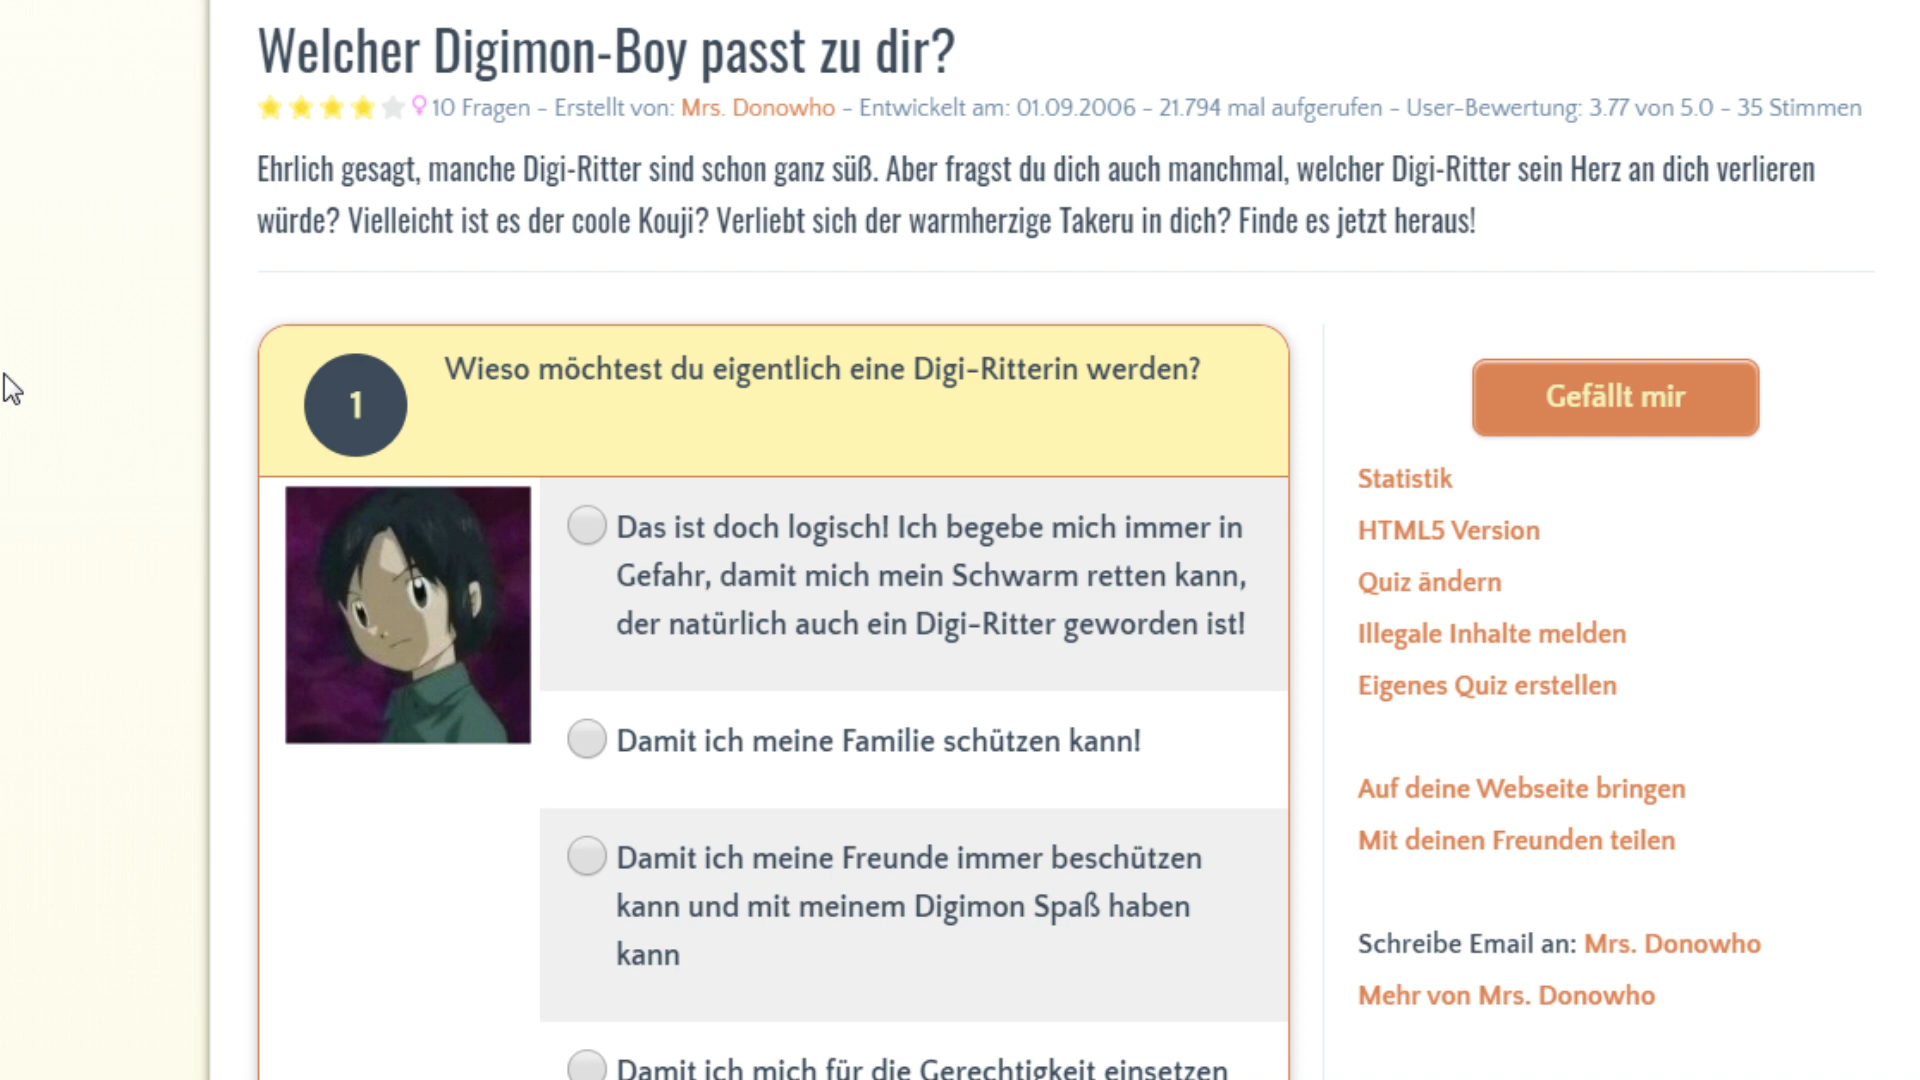 Welcher Digimon-Boy passt zu dir?
10 Fragen - Erstellt von: Mrs. Donowho - Entwickelt am: 01.09.2006 - 21.794 mal aufgerufen - User-Bewertung: 3.77 von 5.0 - 35 Stimmen
Ehrlich gesagt, manche Digi-Ritter sind schon ganz süß. Aber fragst du dich auch manchmal, welcher Digi-Ritter sein Herz an dich verlieren
würde? Vielleicht ist es der coole Kouji? Verliebt sich der warmherzige Takeru in dich? Finde es jetzt heraus!
1
Wieso möchtest du eigentlich eine Digi-Ritterin werden?
Das ist doch logisch! Ich begebe mich immer in
Gefahr, damit mich mein Schwarm retten kann,
der natürlich auch ein Digi-Ritter geworden ist!
Damit ich meine Familie schützen kann!
Damit ich meine Freunde immer beschützen
kann und mit meinem Digimon Spaß haben
kann
Damit ich mich für die Gerechtigkeit einsetzen
Gefällt mir
Statistik
HTML5 Version
Quiz ändern
Illegale Inhalte melden
Eigenes Quiz erstellen
Auf deine Webseite bringen
Mit deinen Freunden teilen
Schreibe Email an: Mrs. Donowho
Mehr von Mrs. Donowho